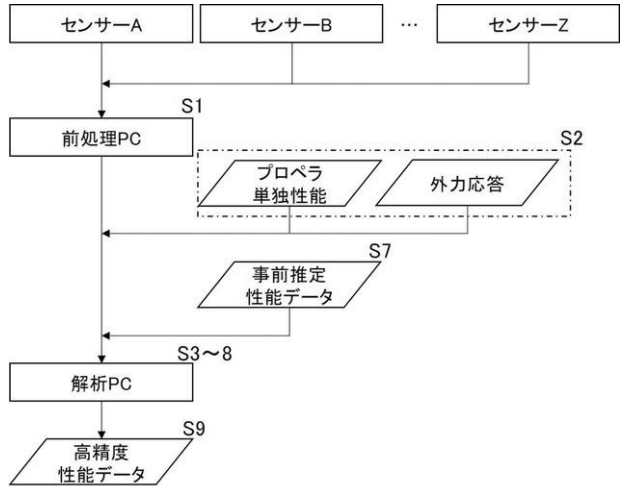 センサーA
センサーB
…
センサーZ
S1
前処理PC
S2
プロペラ
単独性能
外力応答
S7
事前推定
性能データ
S3～8
解析PC
S9
高精度
性能データ